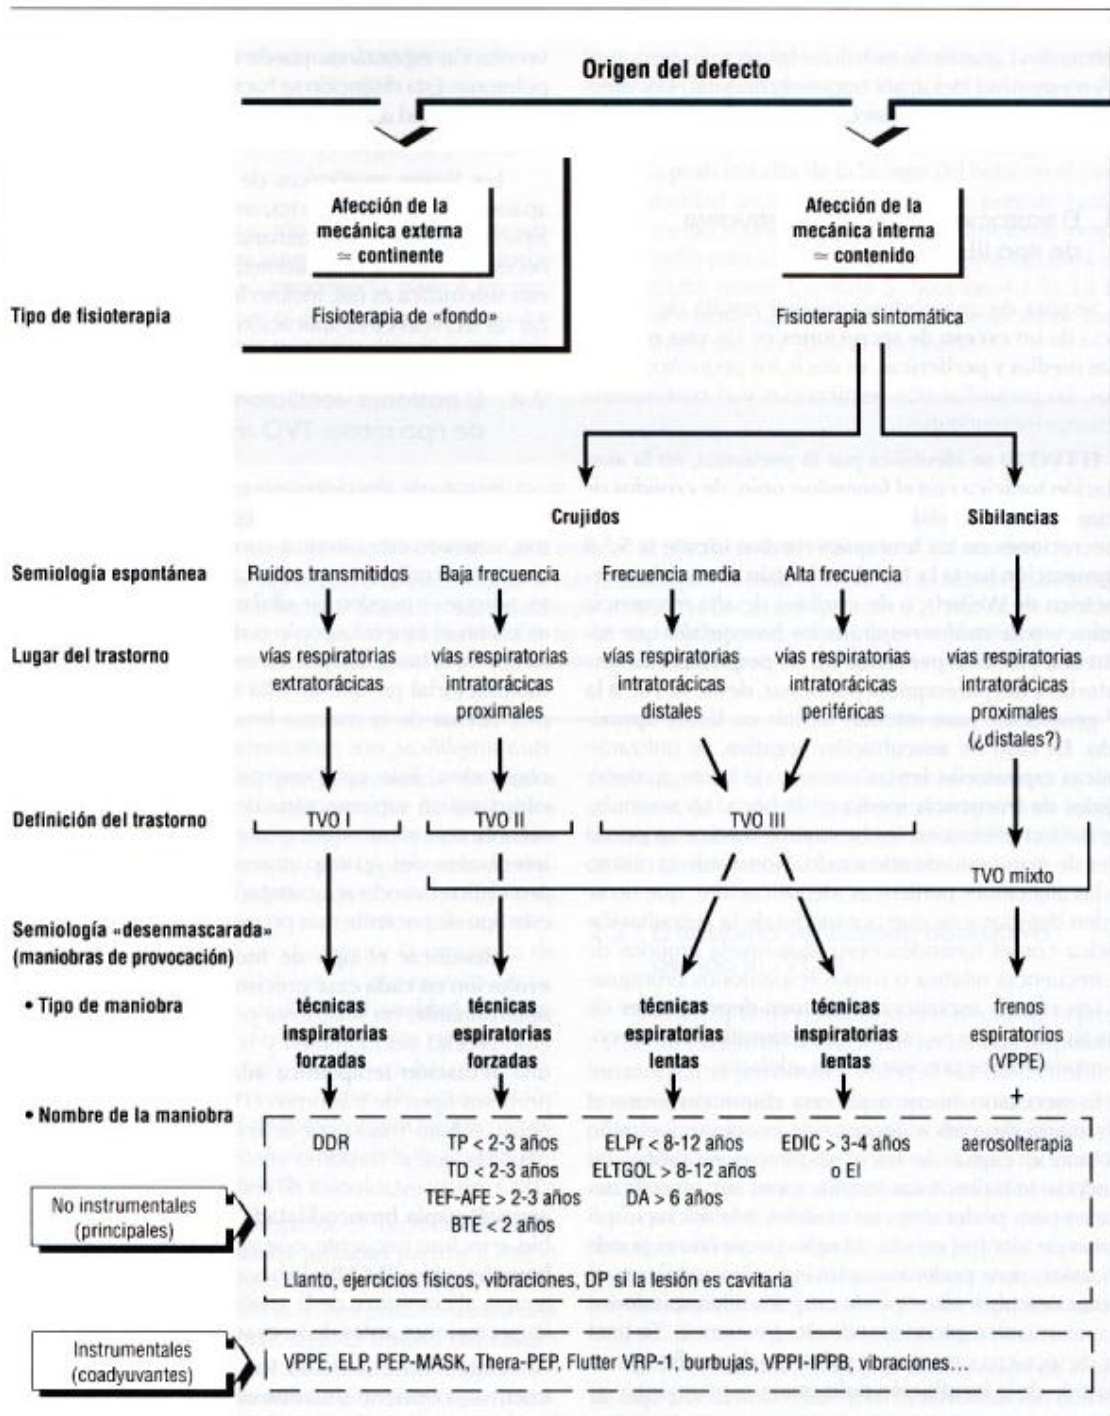 Origen del defecto
Afección de la
mecánica externa
≃ continente
Afección de la
mecánica interna
≃ contenido
Tipo de fisioterapia
Fisioterapia de «fondo»
Fisioterapia sintomática
Crujidos
Sibilancias
Semiología espontánea
Ruidos transmitidos
Baja frecuencia
Frecuencia media
Alta frecuencia
Lugar del trastorno
vías respiratorias
extratorácicas
vías respiratorias
intratorácicas
proximales
vías respiratorias
intratorácicas
distales
vías respiratorias
intratorácicas
periféricas
vías respiratorias
intratorácicas
proximales
(¿distales?)
Definición del trastorno
TVO I
TVO II
TVO III
TVO mixto
Semiología «desenmascarada»
(maniobras de provocación)
• Tipo de maniobra
técnicas
inspiratorias
forzadas
técnicas
espiratorias
forzadas
técnicas
espiratorias
lentas
técnicas
inspiratorias
lentas
frenos
espiratorios
(VPPE)
+
• Nombre de la maniobra
DDR
TP < 2-3 años
TD < 2-3 años
TEF-AFE > 2-3 años
BTE < 2 años
ELPr < 8-12 años
ELTGOL > 8-12 años
DA > 6 años
EDIC > 3-4 años
o EI
aerosolterapia
No instrumentales
(principales)
Llanto, ejercicios físicos, vibraciones, DP si la lesión es cavitaria
Instrumentales
(coadyuvantes)
VPPE, ELP, PEP-MASK, Thera-PEP, Flutter VRP-1, burbujas, VPPI-IPPB, vibraciones…